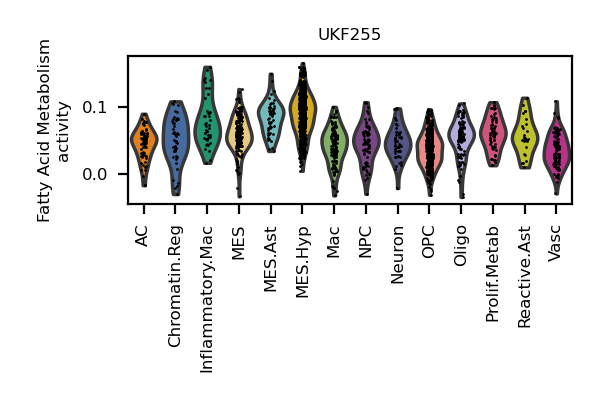 UKF255
Fatty Acid Metabolism
activity
0.1
0.0
AC
Chromatin.Reg
Inflammatory.Mac
MES
MES.Ast
MES.Hyp
Mac
NPC
Neuron
OPC
Oligo
Prolif.Metab
Reactive.Ast
Vasc